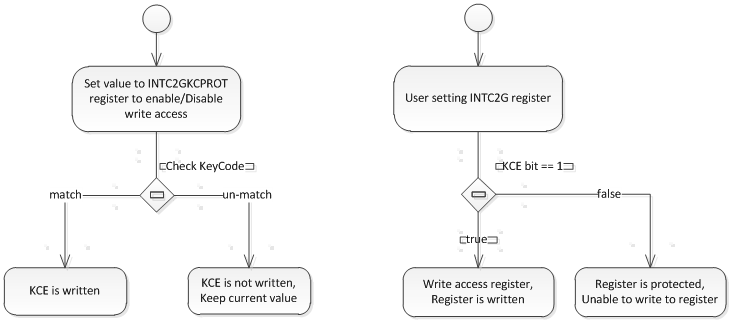 Set value to INTC2GKCPROT
register to enable/Disable
write access
Check KeyCode
match
un-match
KCE is written
KCE is not written,
Keep current value
User setting INTC2G register
KCE bit == 1
false
true
Write access register,
Register is written
Register is protected,
Unable to write to register